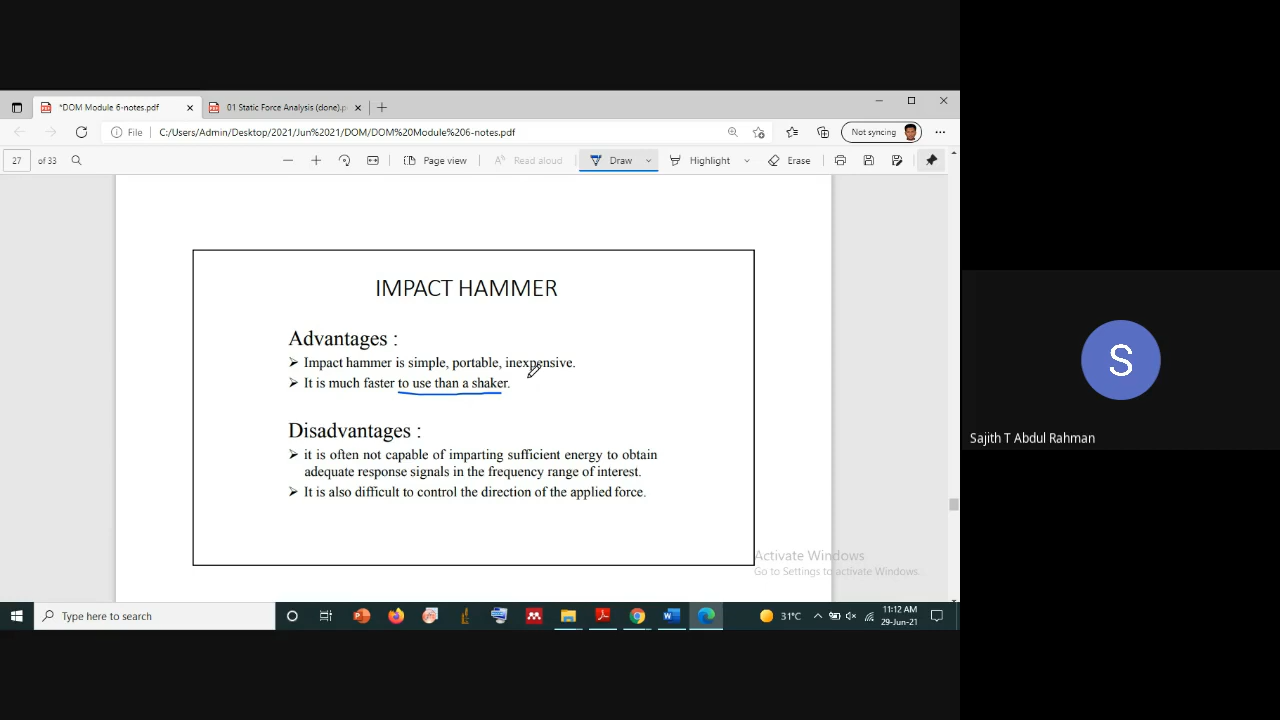 *DOM Module 6-notes.pdf
01 Static Force Analysis (done).p
File
C:/Users/Admin/Desktop/2021/Jun%2021/DOM/DOM%20Module%206-notes.pdf
Not syncing
27 of 33
Page view
Read aloud
Draw
Highlight
Erase
IMPACT HAMMER
Advantages :
Impact hammer is simple, portable, inexpensive.
It is much faster to use than a shaker.
Disadvantages :
it is often not capable of imparting sufficient energy to obtain
adequate response signals in the frequency range of interest.
It is also difficult to control the direction of the applied force.
Activate Windows
Go to Settings to activate Windows.
Type here to search
31°C
11:12 AM
29-Jun-21
S
Sajith T Abdul Rahman